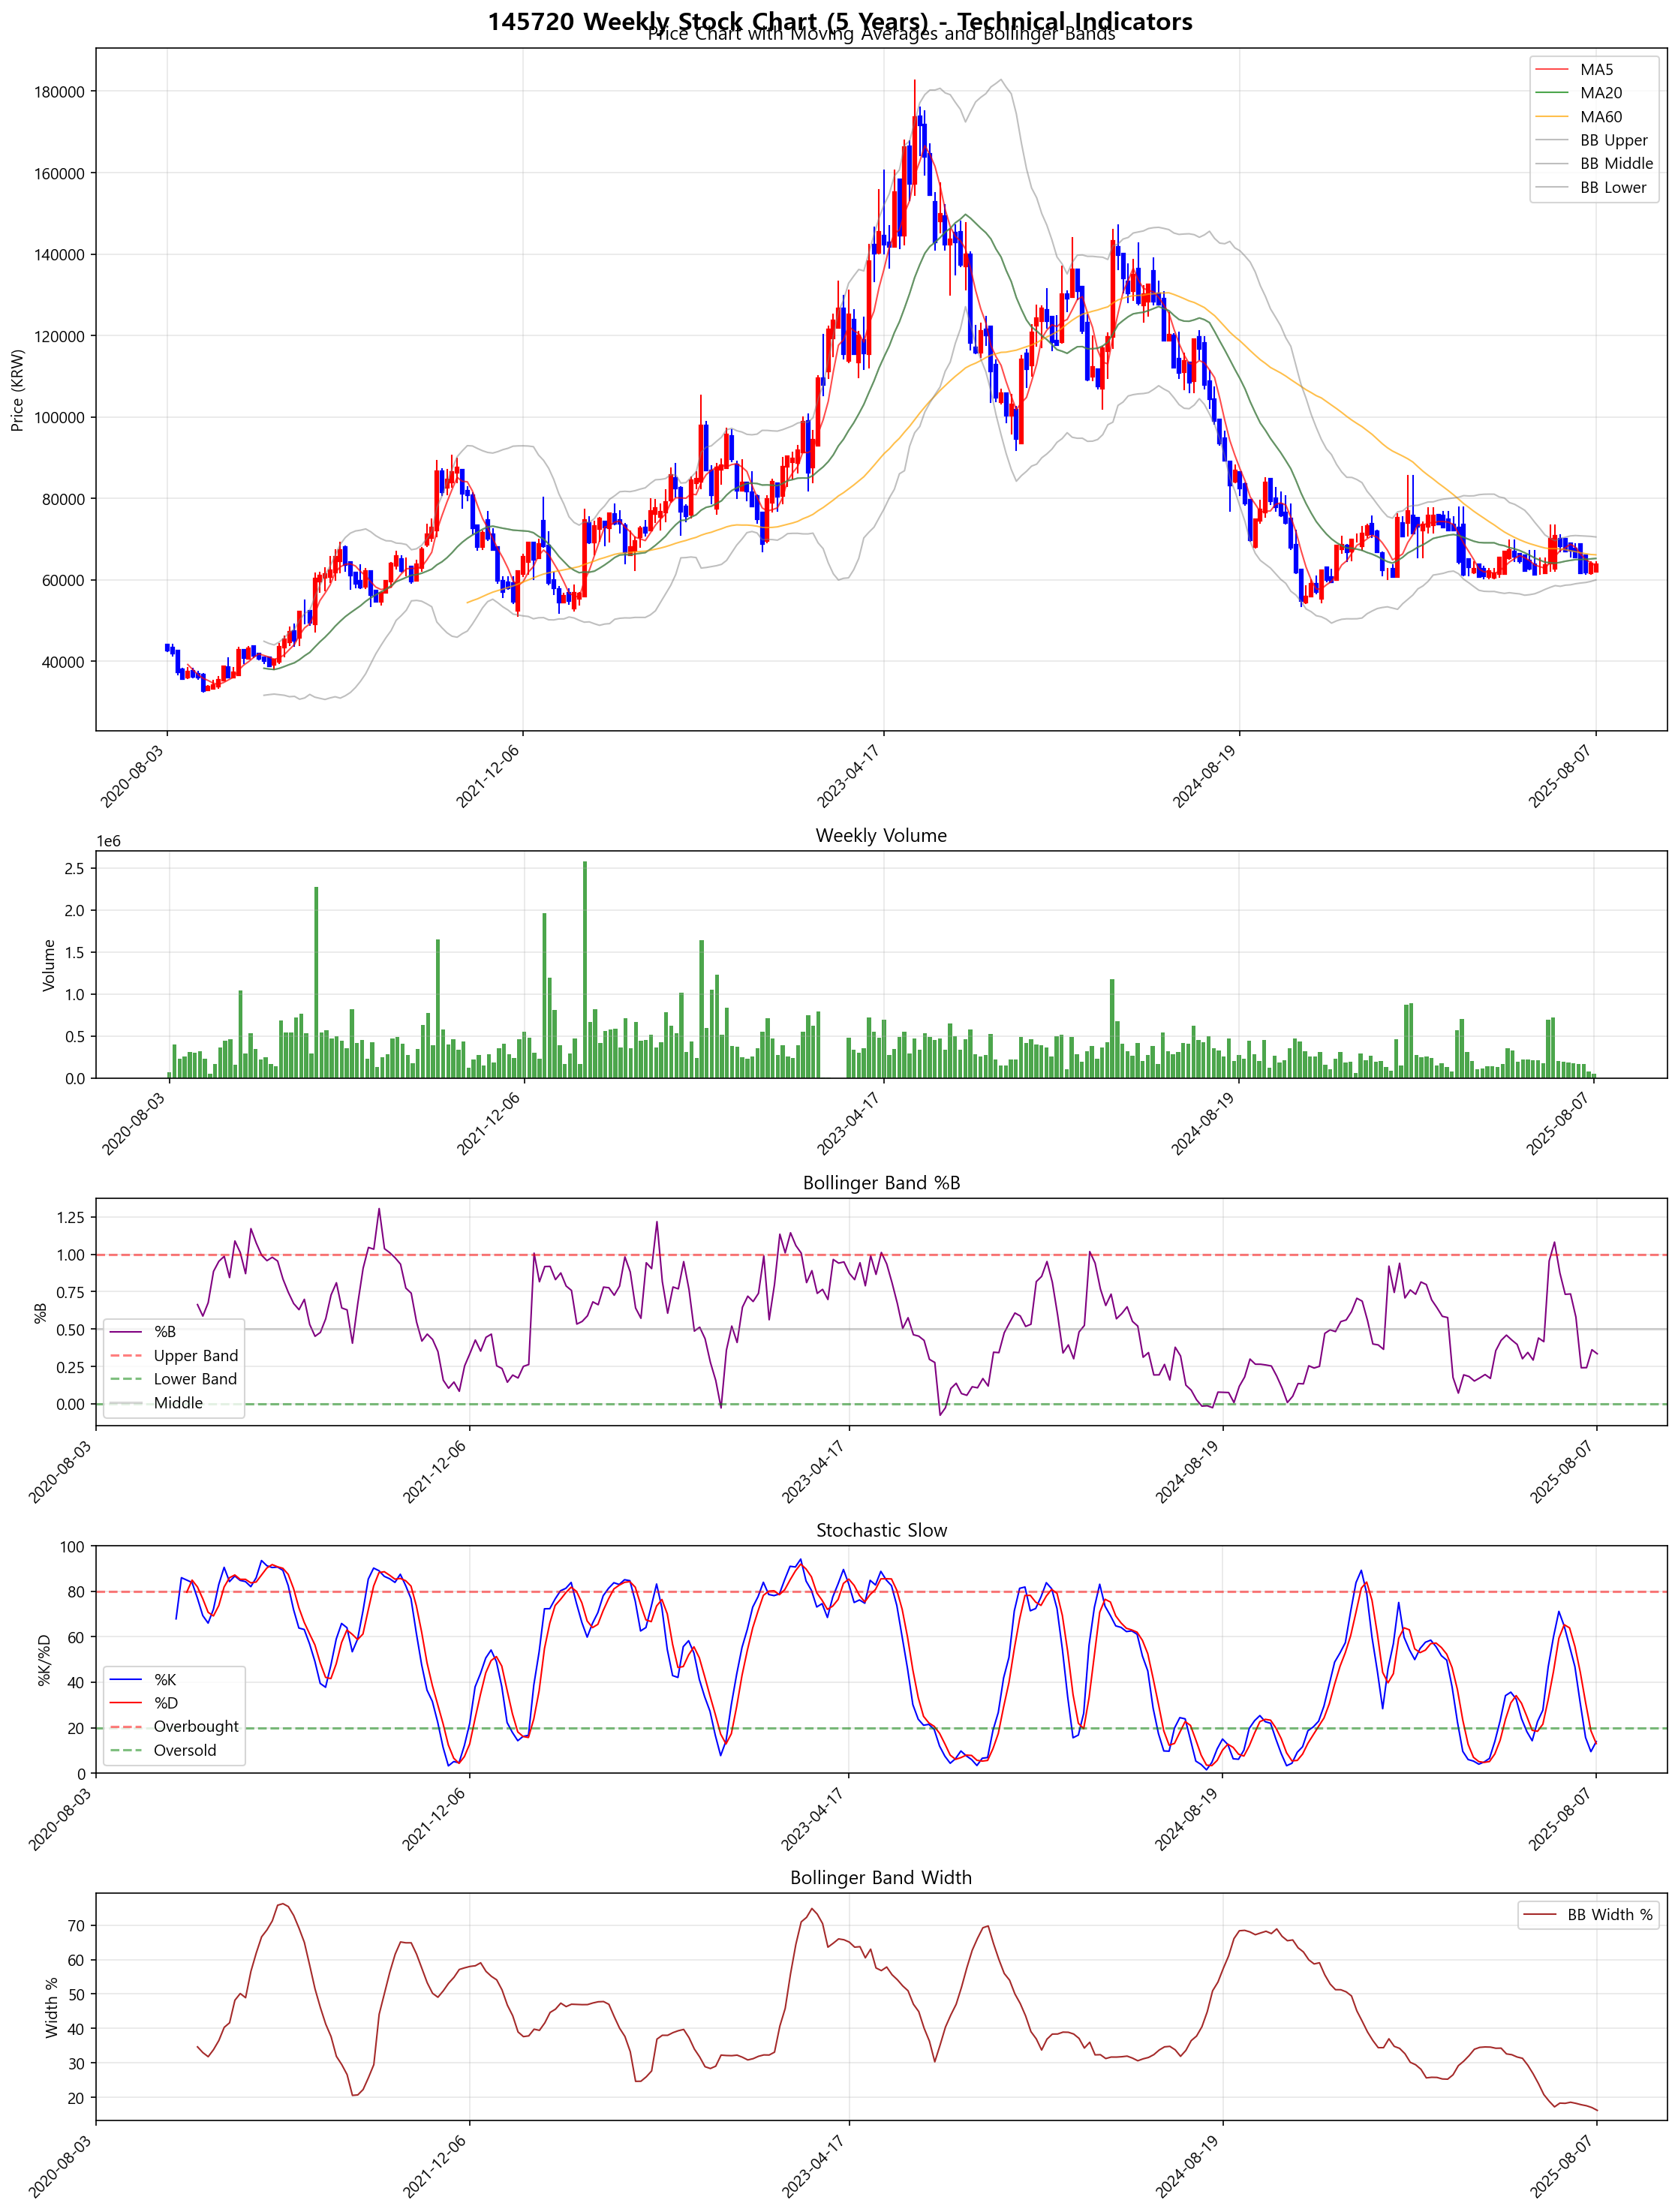 145720 Weekly Stock Chart (5 Years) - Technical Indicators
Price Chart with Moving Averages and Bollinger Bands
MA5
MA20
MA60
BB Upper
BB Middle
BB Lower
Price (KRW)
180000
160000
140000
120000
100000
80000
60000
40000
2020-08-03
2021-12-06
2023-04-17
2024-08-19
2025-08-07
Weekly Volume
1e6
Volume
2.5
2.0
1.5
1.0
0.5
0.0
2020-08-03
2021-12-06
2023-04-17
2024-08-19
2025-08-07
Bollinger Band %B
%B
1.25
1.00
0.75
0.50
0.25
0.00
%B
Upper Band
Lower Band
Middle
2020-08-03
2021-12-06
2023-04-17
2024-08-19
2025-08-07
Stochastic Slow
%K/%D
100
80
60
40
20
0
%K
%D
Overbought
Oversold
2020-08-03
2021-12-06
2023-04-17
2024-08-19
2025-08-07
Bollinger Band Width
BB Width %
Width %
70
60
50
40
30
20
2020-08-03
2021-12-06
2023-04-17
2024-08-19
2025-08-07